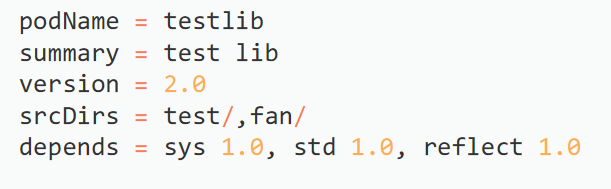 podName = testlib
summary = test lib
version = 2.0
srcDirs = test/,fan/
depends = sys 1.0, std 1.0, reflect 1.0